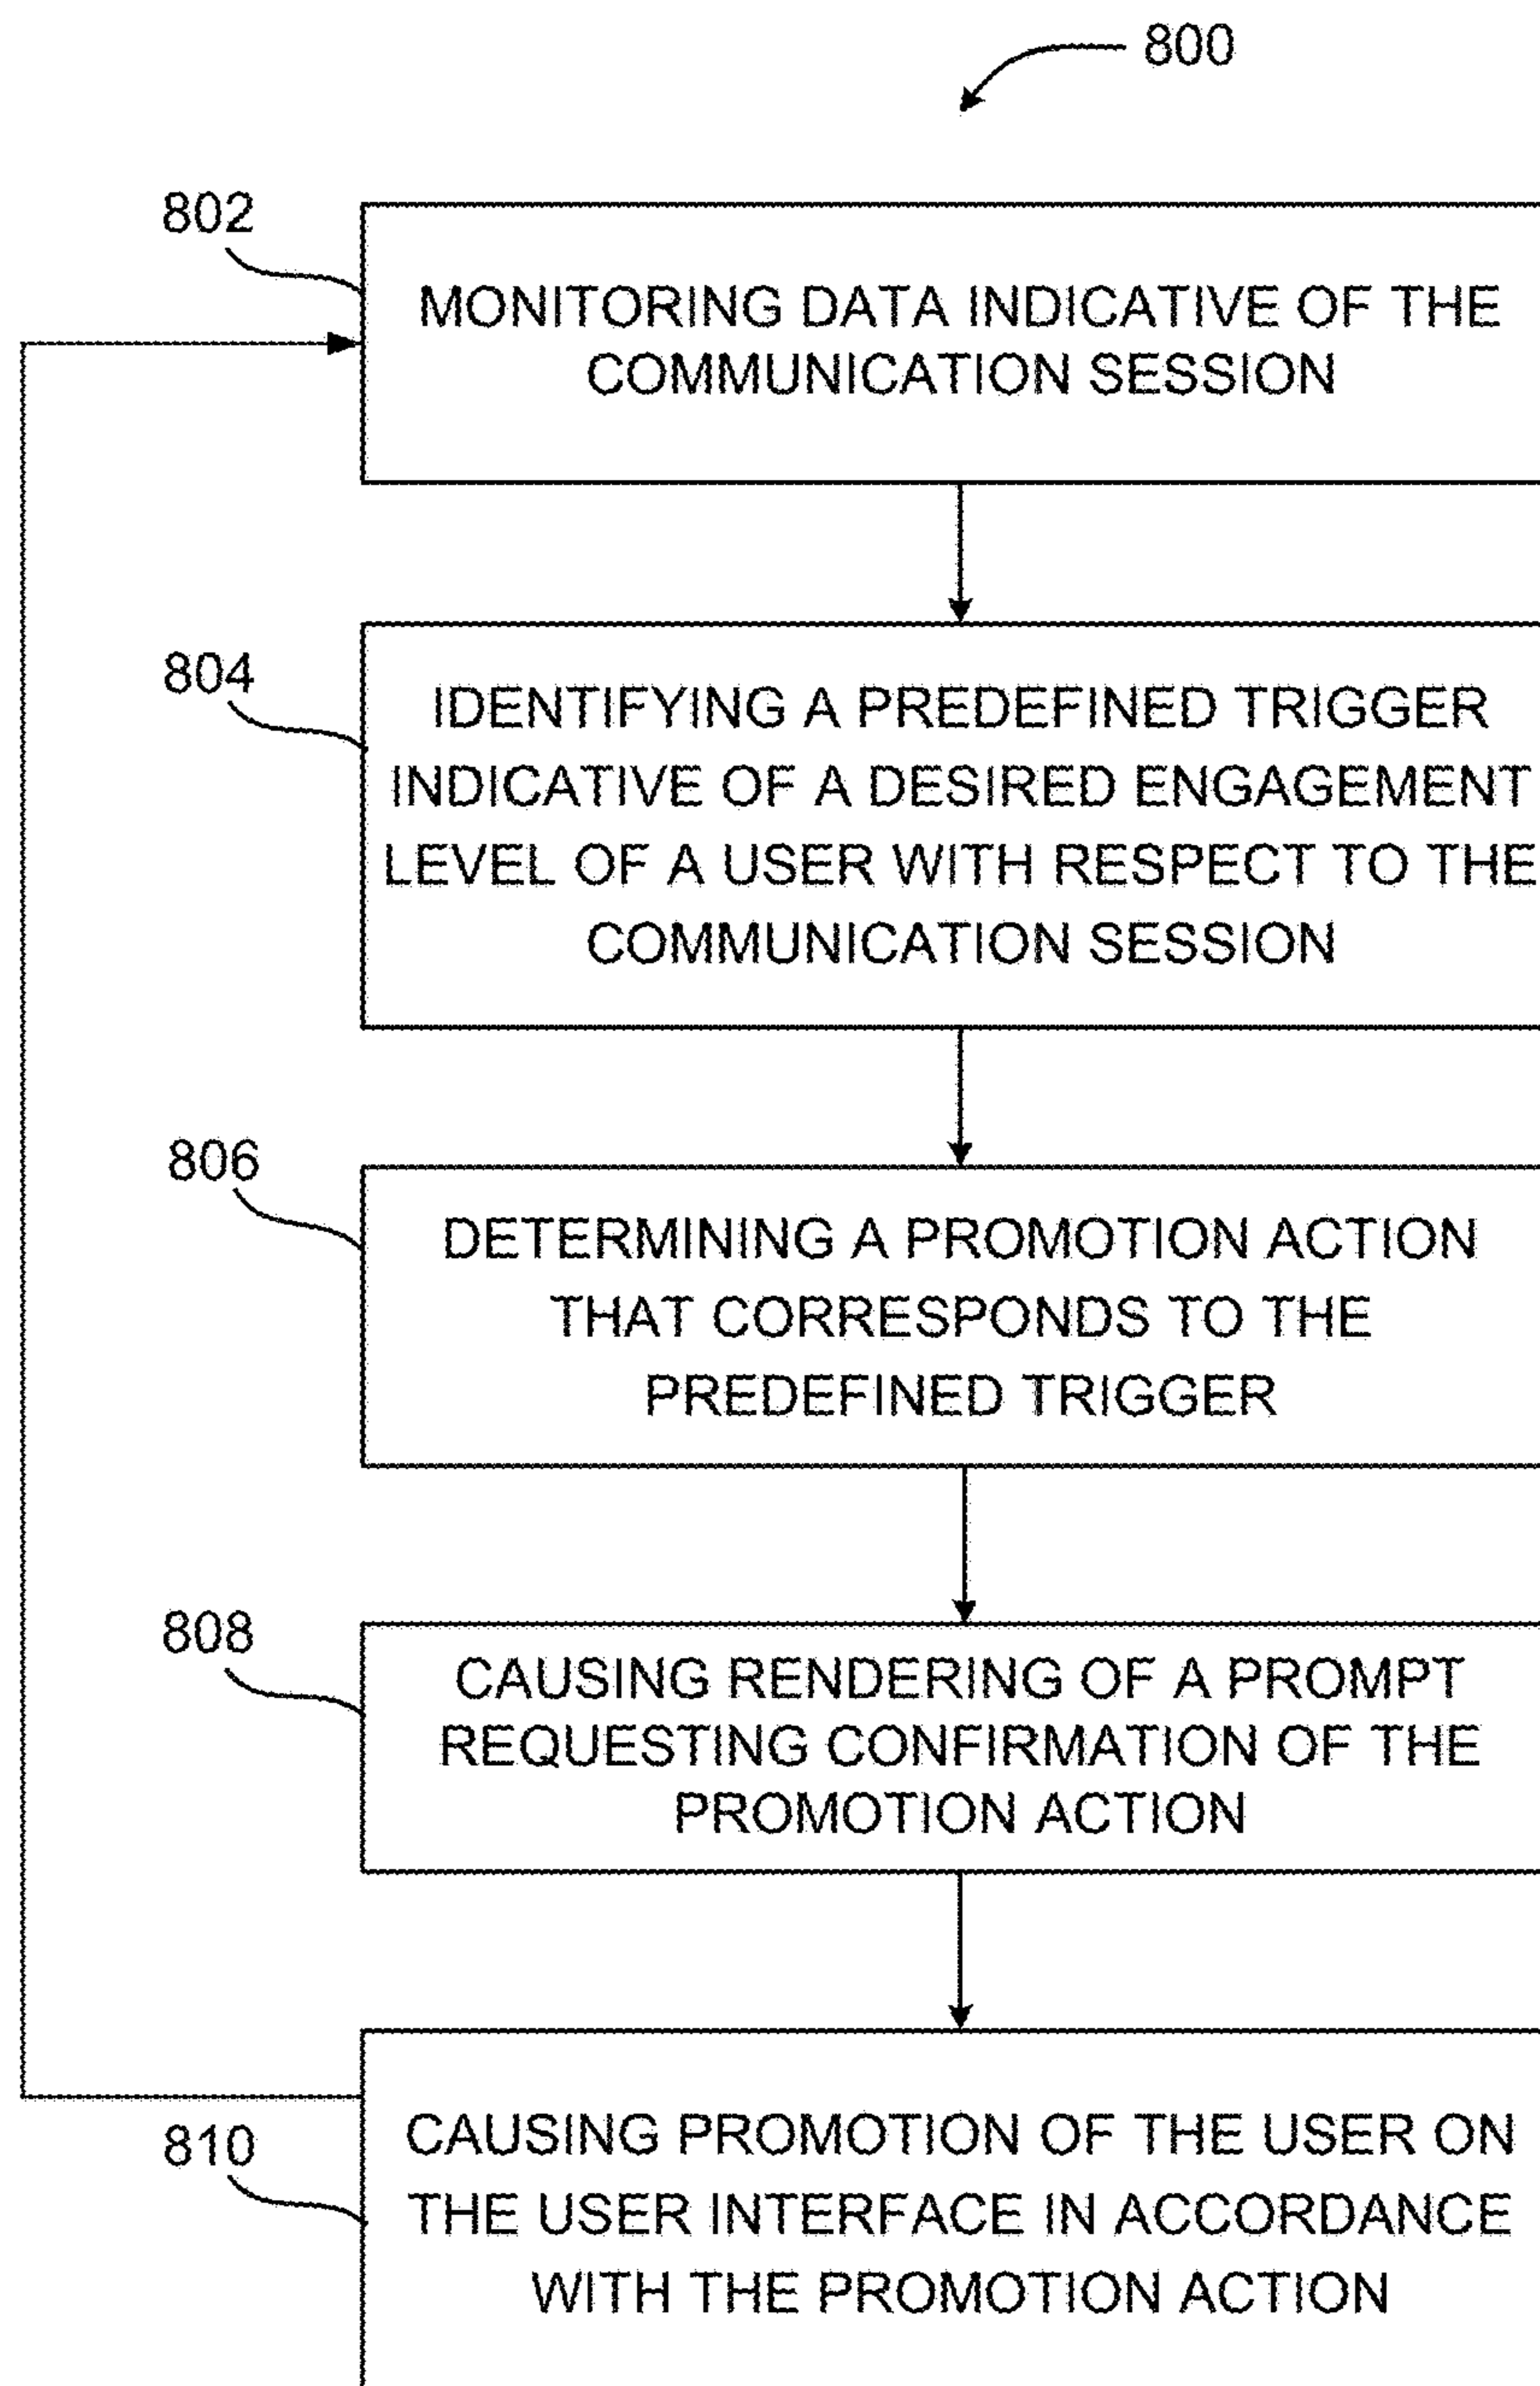 800
802
MONITORING DATA INDICATIVE OF THE
COMMUNICATION SESSION
804
IDENTIFYING A PREDEFINED TRIGGER
INDICATIVE OF A DESIRED ENGAGEMENT
LEVEL OF A USER WITH RESPECT TO THE
COMMUNICATION SESSION
806
DETERMINING A PROMOTION ACTION
THAT CORRESPONDS TO THE
PREDEFINED TRIGGER
808
CAUSING RENDERING OF A PROMPT
REQUESTING CONFIRMATION OF THE
PROMOTION ACTION
810
CAUSING PROMOTION OF THE USER ON
THE USER INTERFACE IN ACCORDANCE
WITH THE PROMOTION ACTION